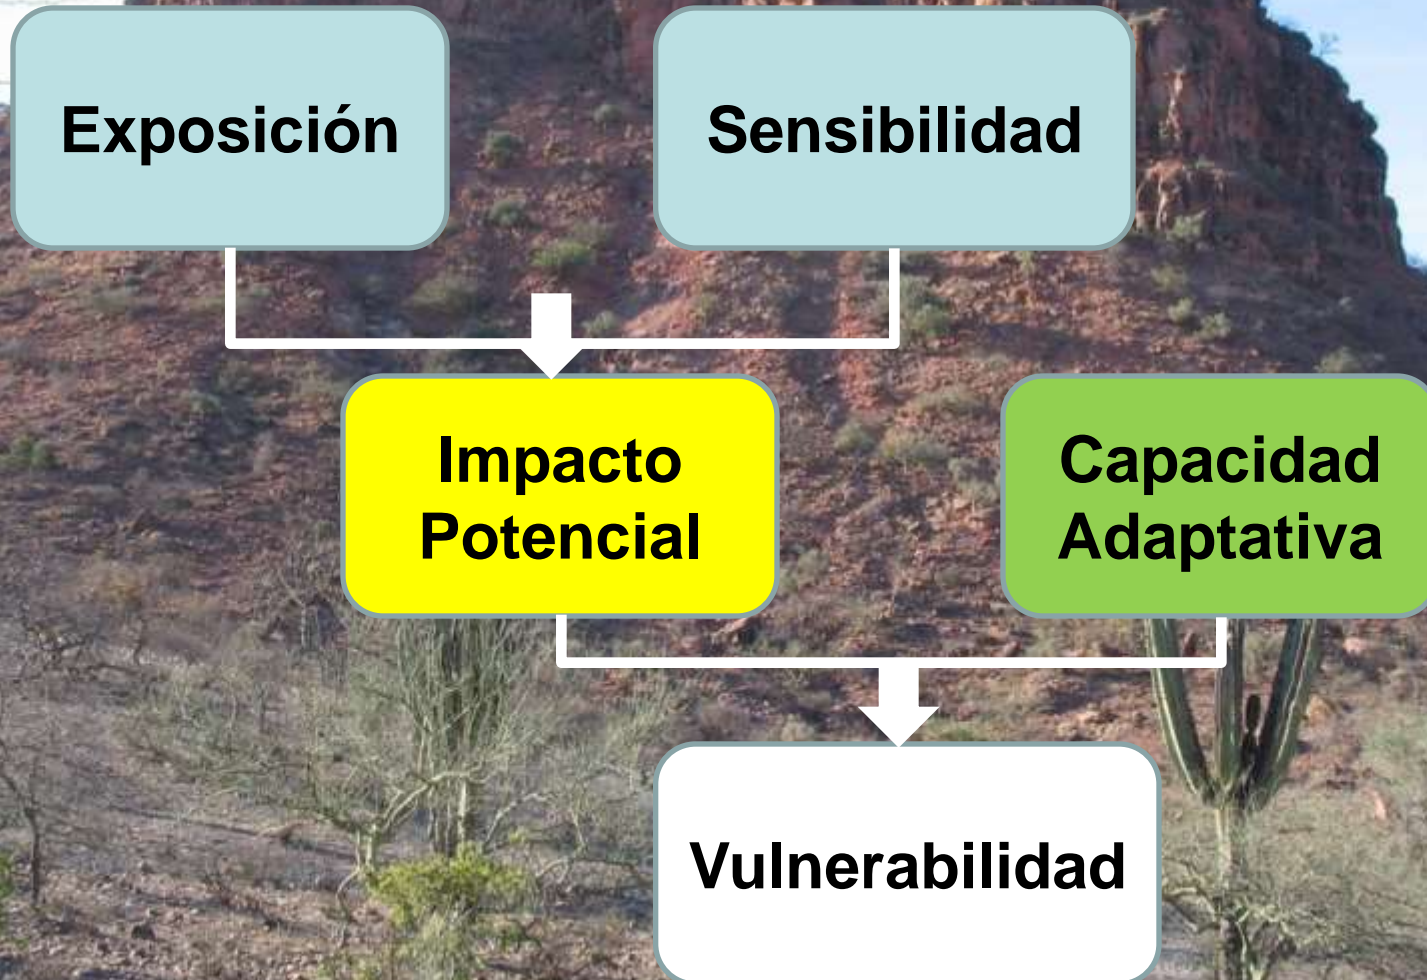 Exposición
Sensibilidad
Impacto
Potencial
Capacidad
Adaptativa
Vulnerabilidad